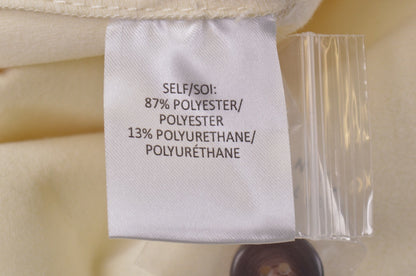 SELF/SOI:
87% POLYESTER/
POLYESTER
13% POLYURETHANE/
POLYURÉTHANE